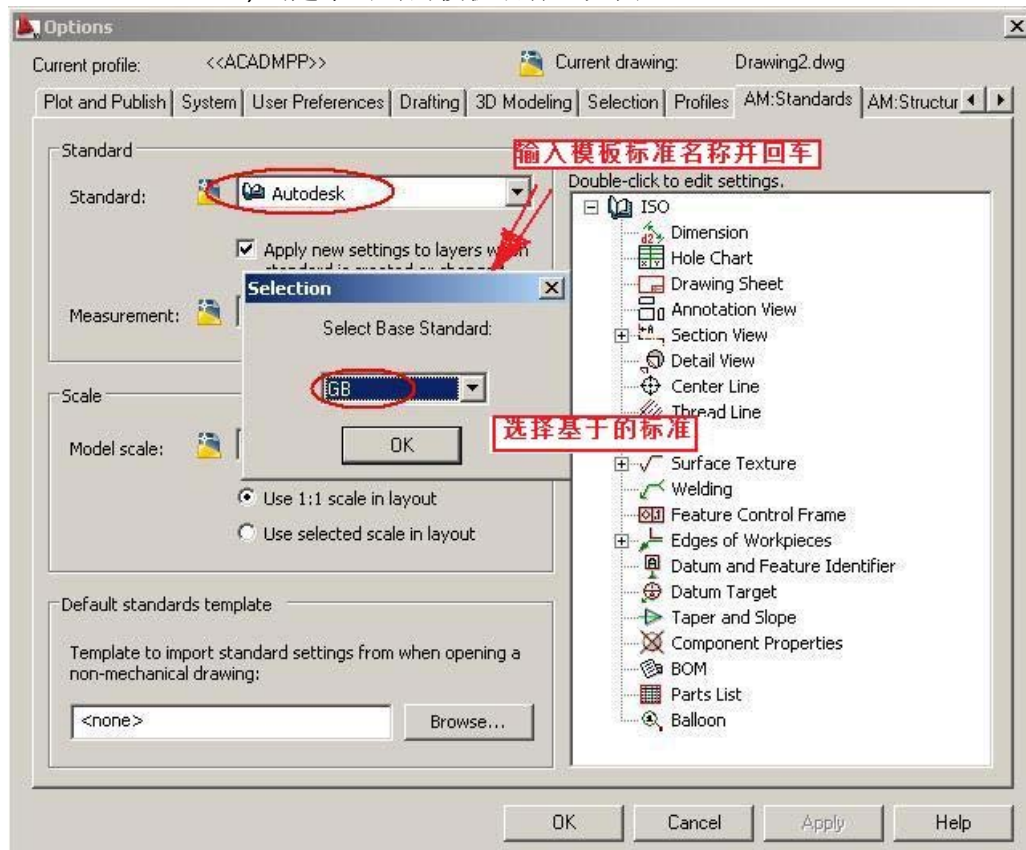 Options
Current profile: <<ACADMPP>> Current drawing: Drawing2.dwg
Plot and Publish System User Preferences Drafting 3D Modeling Selection Profiles AM:Standards AM:Structur
Standard
输入模板标准名称并回车
Standard: Autodesk
Double-click to edit settings.
Apply new settings to layers when
Measurement:
Selection
Select Base Standard:
GB
OK
选择基于的标准
Scale
Model scale:
Use 1:1 scale in layout
Use selected scale in layout
Default standards template
Template to import standard settings from when opening a
non-mechanical drawing:
<none> Browse...
ISO
Dimension
Hole Chart
Drawing Sheet
Annotation View
Section View
Detail View
Center Line
Thread Line
Surface Texture
Welding
Feature Control Frame
Edges of Workpieces
Datum and Feature Identifier
Datum Target
Taper and Slope
Component Properties
BOM
Parts List
Balloon
OK Cancel Apply Help